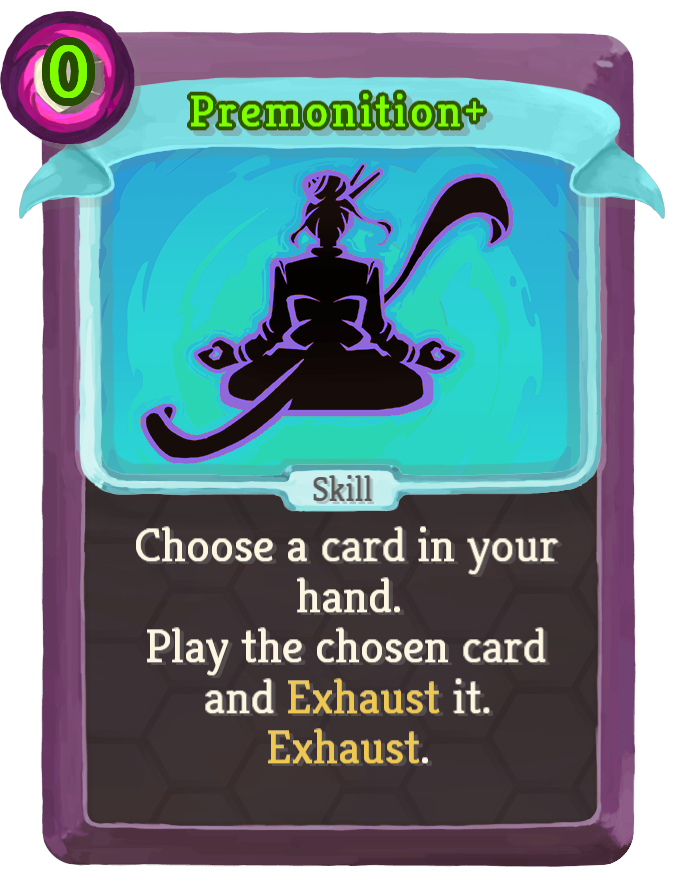 0
Premonition+
Skill
Choose a card in your
hand.
Play the chosen card
and Exhaust it.
Exhaust.